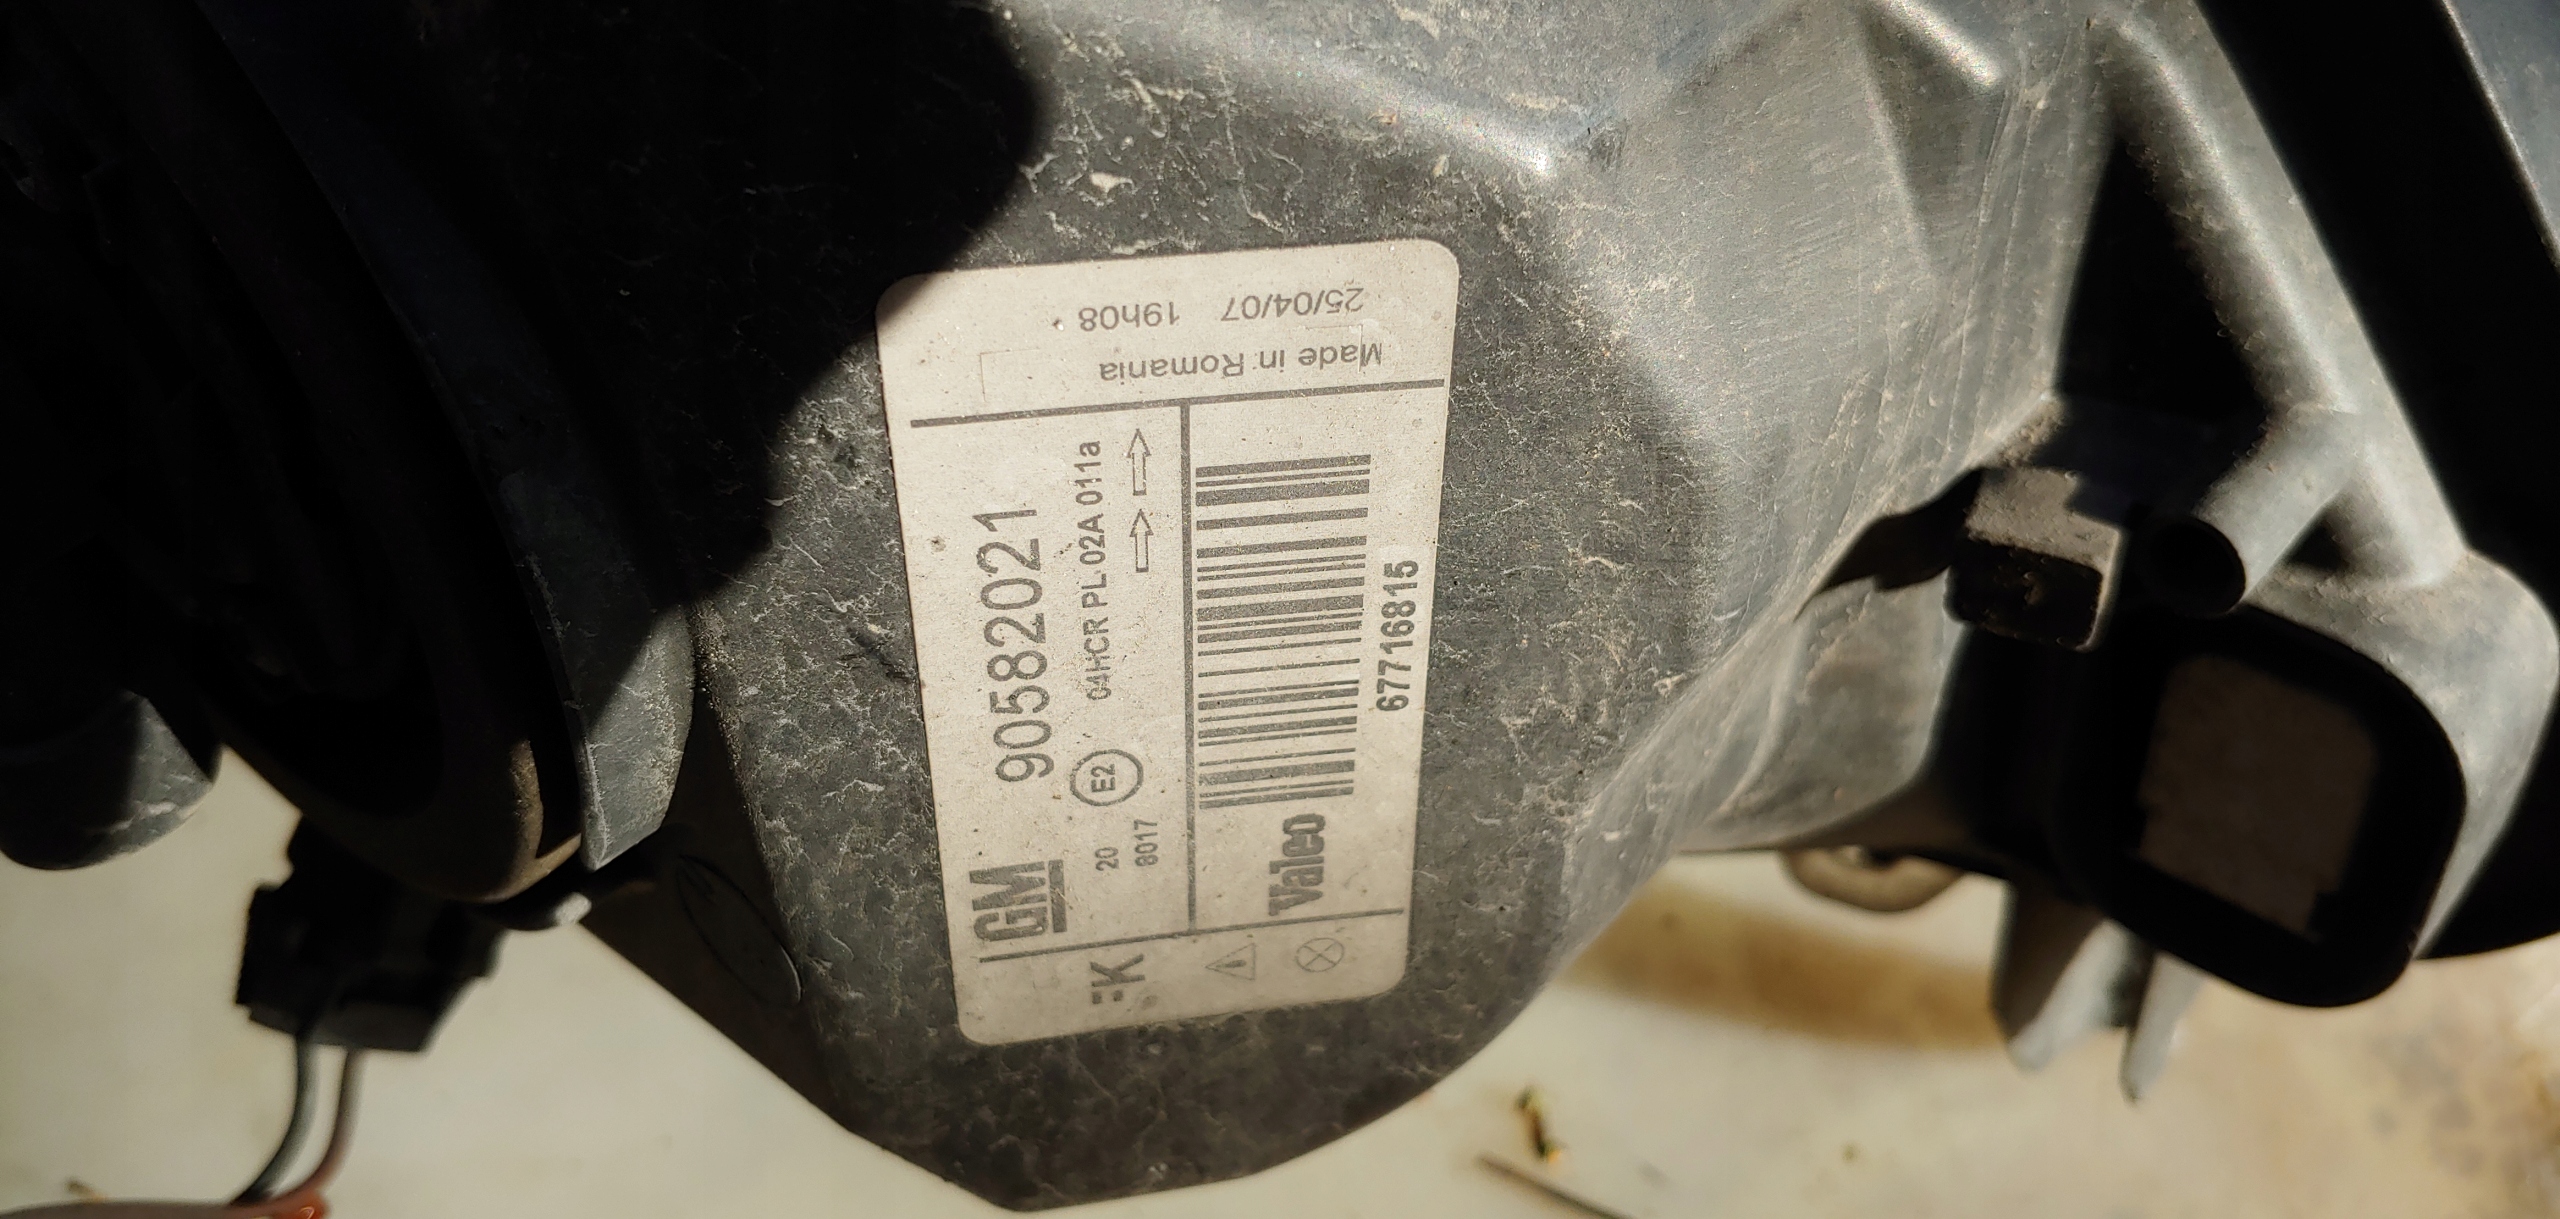 GM 90582021
20 E2 04HCR PL 02A 011a
8017
Valeo
67716815
Made in Romania
25/04/07 19h08